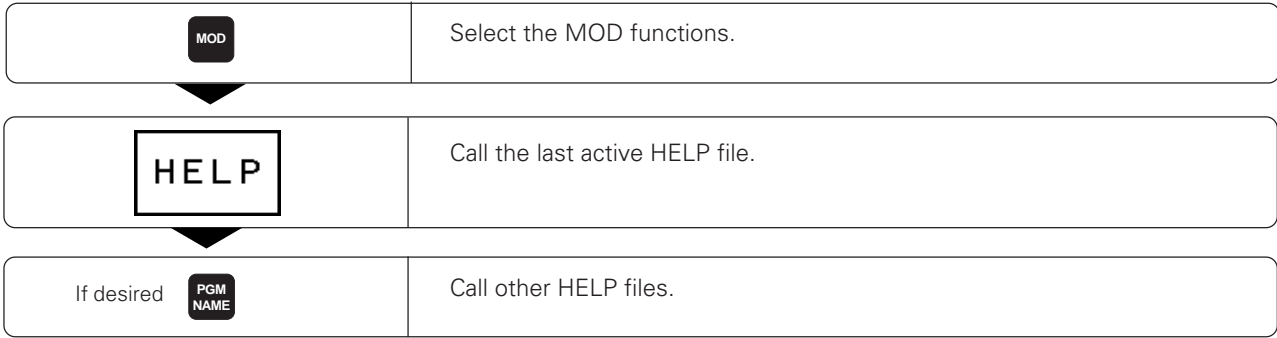 MOD
Select the MOD functions.
HELP
Call the last active HELP file.
If desired
PGM
NAME
Call other HELP files.